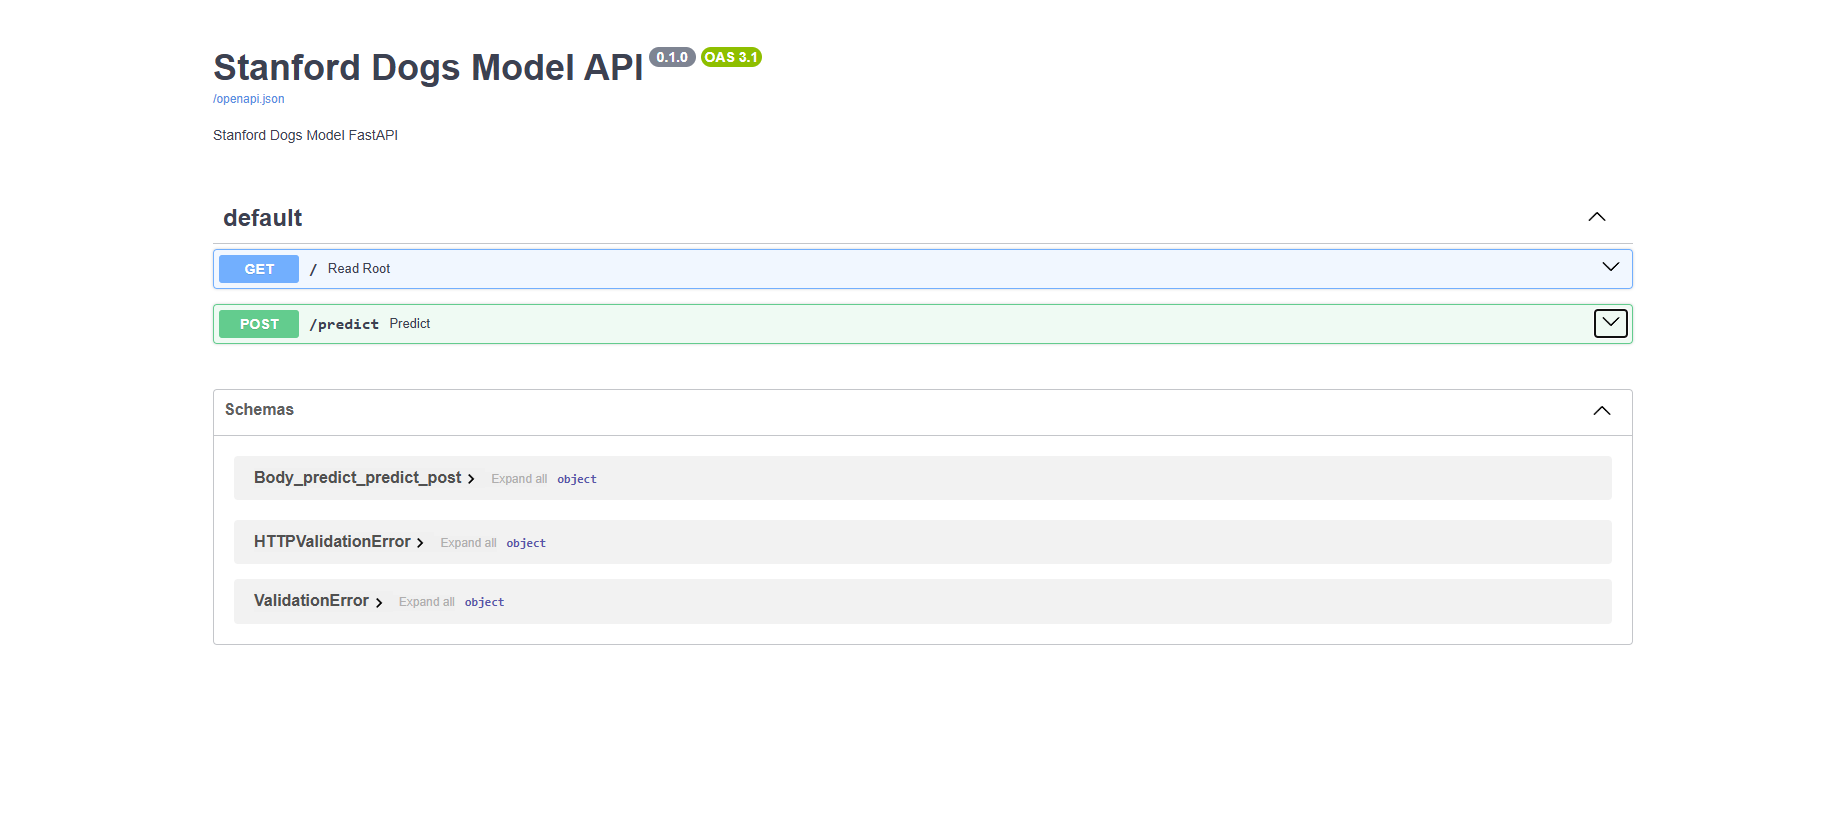 Stanford Dogs Model API 0.1.0 OAS 3.1
/openapi.json
Stanford Dogs Model FastAPI
default
GET / Read Root
POST /predict Predict
Schemas
Body_predict_predict_post Expand all object
HTTPValidationError Expand all object
ValidationError Expand all object